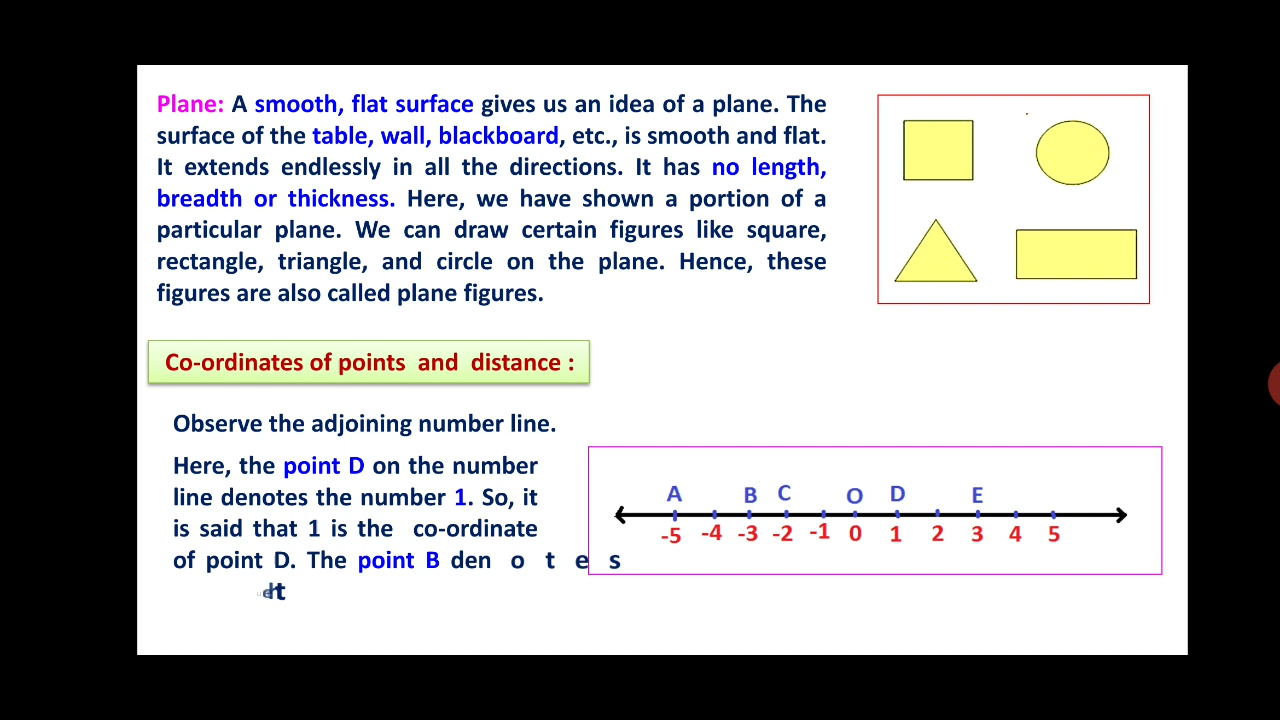 Plane: A smooth, flat surface gives us an idea of a plane. The
surface of the table, wall, blackboard, etc., is smooth and flat.
It extends endlessly in all the directions. It has no length,
breadth or thickness. Here, we have shown a portion of a
particular plane. We can draw certain figures like square,
rectangle, triangle, and circle on the plane. Hence, these
figures are also called plane figures.
Co-ordinates of points and distance :
Observe the adjoining number line.
Here, the point D on the number
line denotes the number 1. So, it
is said that 1 is the co-ordinate
of point D. The point B den o t e s
A B C O D E
-5 -4 -3 -2 -1 0 1 2 3 4 5